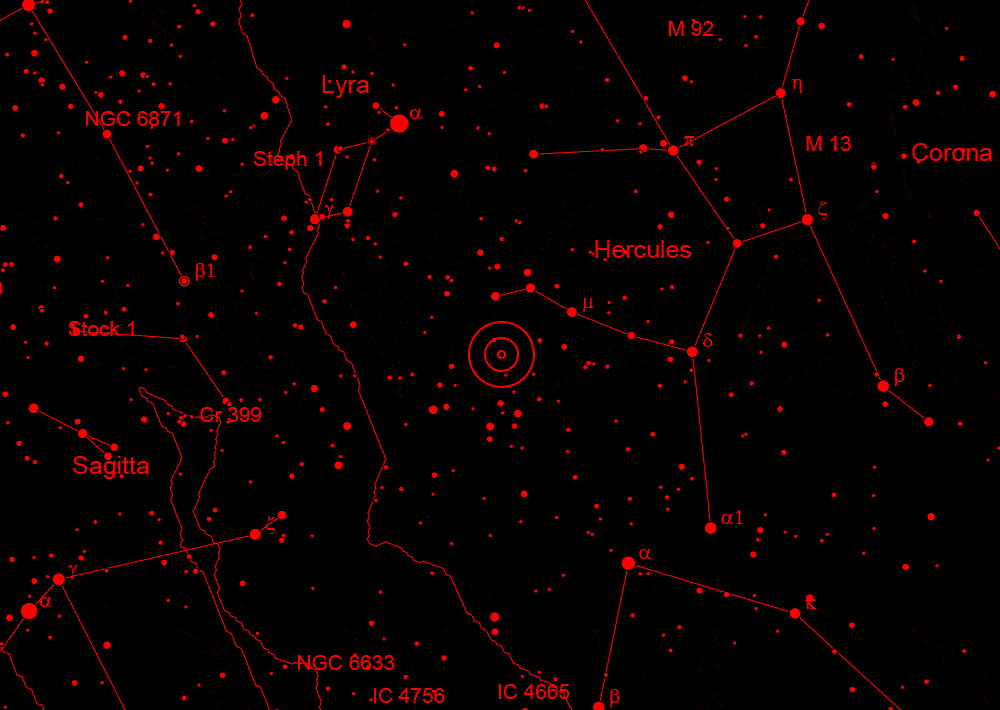 M 92
Lyra
η
α
NGC 6871
π
M 13
Corona
Steph 1
γ
ζ
Hercules
β1
μ
Stock 1
δ
β
Cr 399
Sagitta
α1
ζ
α
γ
α
κ
NGC 6633
IC 4756
IC 4665
β